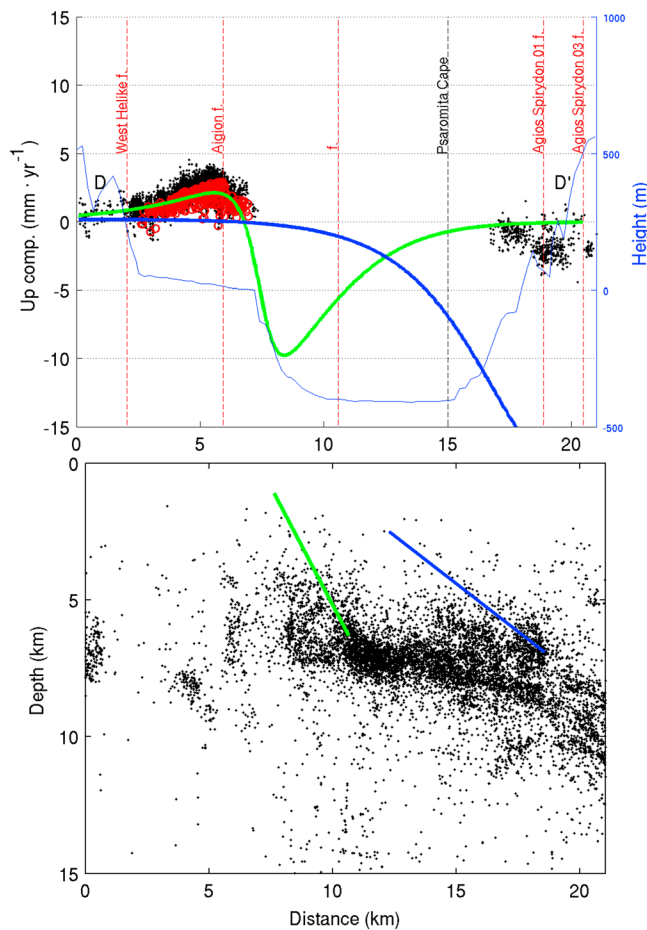 15
10
5
0
-5
-10
-15
Up comp. (mm · yr⁻¹)
1000
500
0
-500
Height (m)
West Helike f.
Aigion f.
f.
Psaromita Cape
Agios Spirydon 01 f.
Agios Spirydon 03 f.
D
D'
0
5
10
15
20
0
5
10
15
Depth (km)
0
5
10
15
20
Distance (km)